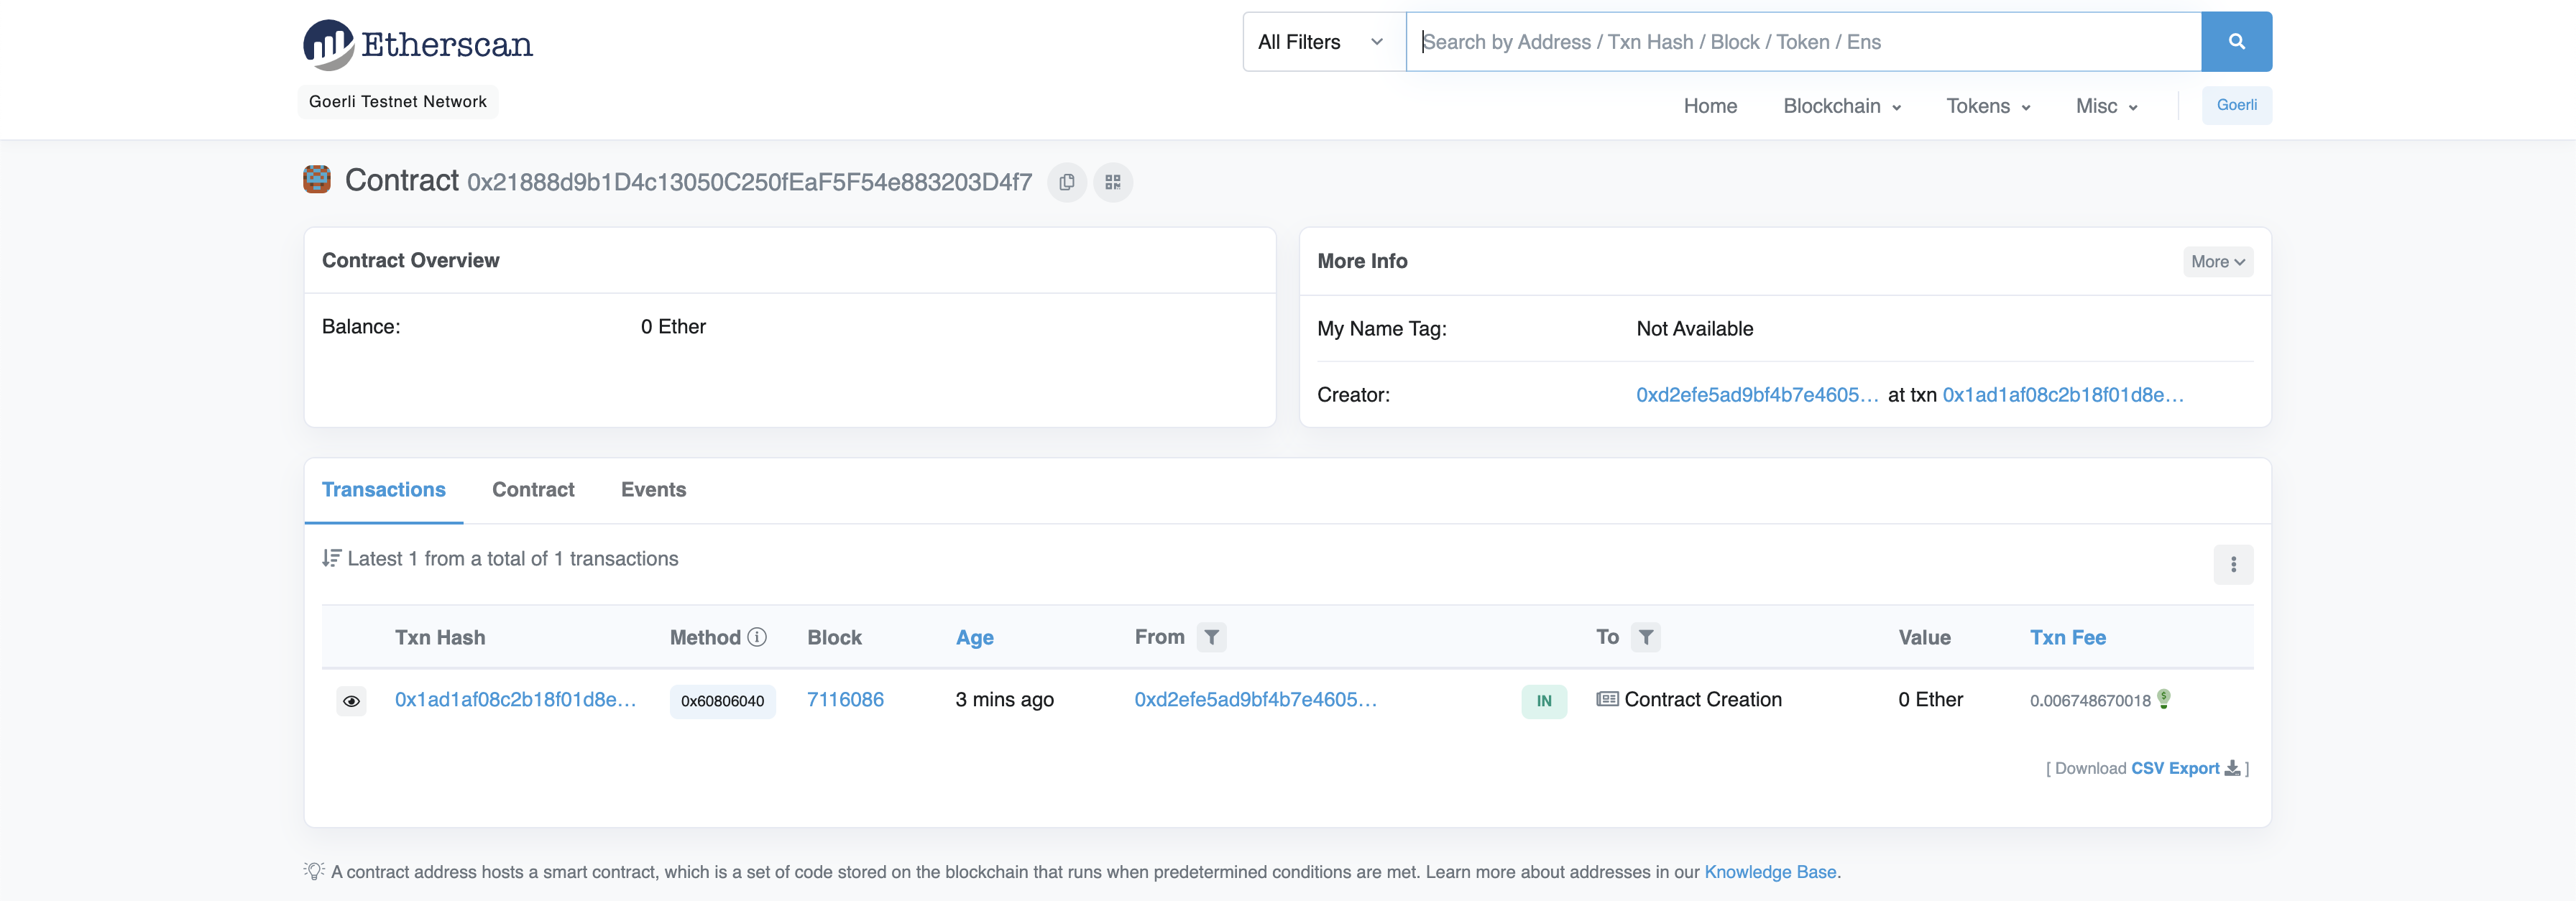 Etherscan
All Filters
Search by Address / Txn Hash / Block / Token / Ens
Goerli Testnet Network
Home Blockchain Tokens Misc Goerli
Contract 0x21888d9b1D4c13050C250fEaF5F54e883203D4f7
Contract Overview
Balance: 0 Ether
More Info More
My Name Tag: Not Available
Creator: 0xd2efe5ad9bf4b7e4605... at txn 0x1ad1af08c2b18f01d8e...
Transactions Contract Events
Latest 1 from a total of 1 transactions
Txn Hash Method Block Age From To Value Txn Fee
0x1ad1af08c2b18f01d8e... 0x60806040 7116086 3 mins ago 0xd2efe5ad9bf4b7e4605... IN Contract Creation 0 Ether 0.006748670018
[ Download CSV Export ]
A contract address hosts a smart contract, which is a set of code stored on the blockchain that runs when predetermined conditions are met. Learn more about addresses in our Knowledge Base.